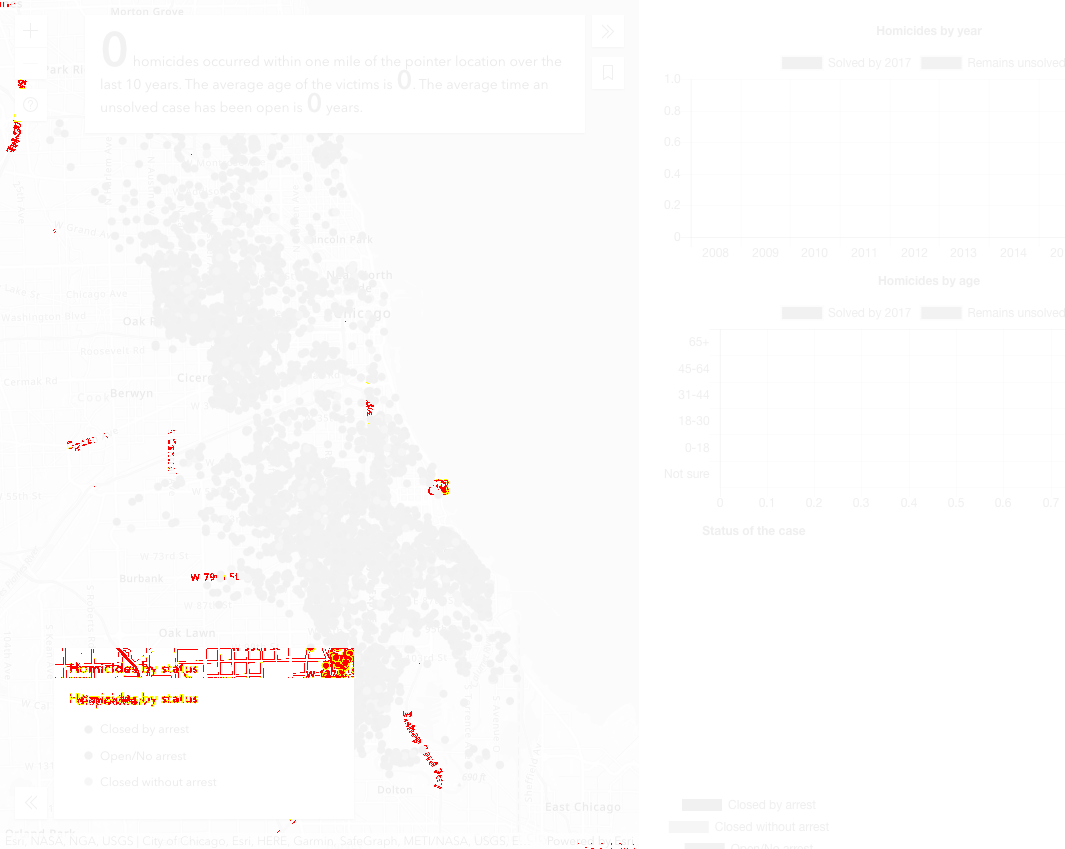 Morton Grove
0 homicides occurred within one mile of the pointer location over the
last 10 years. The average age of the victims is 0. The average time an
unsolved case has been open is 0 years.
W Grand Av
Lincoln Park
Chicago Ave
Washington Blvd
Oak
Roosevelt Rd
Cermak Rd
Cook
Berwyn
55th St
W 73rd St
W 79th St
Burbank
W 87th St
Oak Lawn
Homicides by status
Homicides by status
Closed by arrest
Open/No arrest
Closed without arrest
Dolton
East Chicago
Esri, NASA, NGA, USGS | City of Chicago, Esri, HERE, Garmin, SafeGraph, METI/NASA, USGS, E...
Powered by Esri
Homicides by year
Solved by 2017 Remains unsolved
1.0
0.8
0.6
0.4
0.2
0
2008 2009 2010 2011 2012 2013 2014 20
Homicides by age
Solved by 2017 Remains unsolved
65+
45-64
31-44
18-30
0-18
Not sure
0 0.1 0.2 0.3 0.4 0.5 0.6 0.7
Status of the case
Closed by arrest
Closed without arrest
Open/No arrest